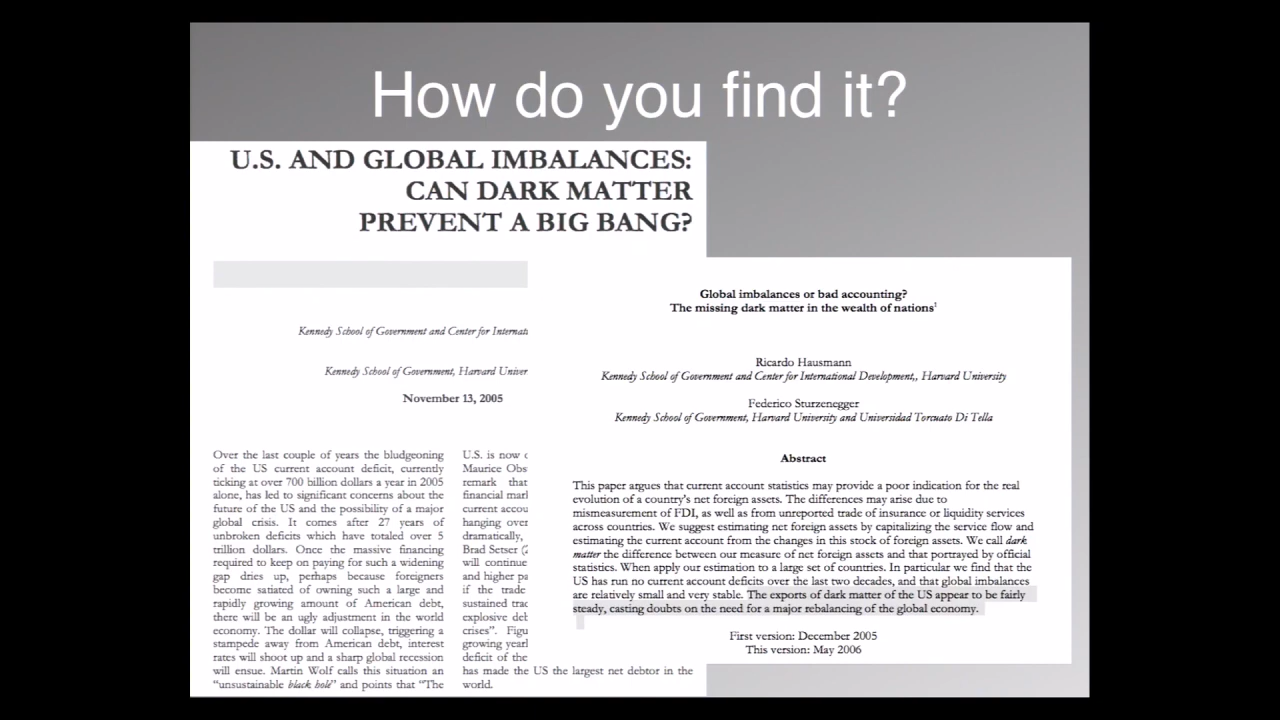 How do you find it?
U.S. AND GLOBAL IMBALANCES:
CAN DARK MATTER
PREVENT A BIG BANG?
Kennedy School of Government and Center for Internati
Kennedy School of Government, Harvard Univer
November 13, 2005
Over the last couple of years the bludgeoning
of the US current account deficit, currently
ticking at over 700 billion dollars a year in 2005
alone, has led to significant concerns about the
future of the US and the possibility of a major
global crisis. It comes after 27 years of
unbroken deficits which have totaled over 5
trillion dollars. Once the massive financing
required to keep on paying for such a widening
gap dries up, perhaps because foreigners
become satiated of owning such a large and
rapidly growing amount of American debt,
there will be an ugly adjustment in the world
economy. The dollar will collapse, triggering a
stampede away from American debt, interest
rates will shoot up and a sharp global recession
will ensue. Martin Wolf calls this situation an
“unsustainable black hole” and points that “The
U.S. is now
Maurice Obs
remark that
financial mark
current accou
hanging over
dramatically,
Brad Setser (2
will continue
and higher pa
if the trade
sustained trad
explosive deb
crises”. Figu
growing yearl
deficit of the
has made the US the largest net debtor in the
world.
Global imbalances or bad accounting?
The missing dark matter in the wealth of nations¹
Ricardo Hausmann
Kennedy School of Government and Center for International Development,, Harvard University
Federico Sturzenegger
Kennedy School of Government, Harvard University and Universidad Torcuato Di Tella
Abstract
This paper argues that current account statistics may provide a poor indication for the real
evolution of a country's net foreign assets. The differences may arise due to
mismeasurement of FDI, as well as from unreported trade of insurance or liquidity services
across countries. We suggest estimating net foreign assets by capitalizing the service flow and
estimating the current account from the changes in this stock of foreign assets. We call dark
matter the difference between our measure of net foreign assets and that portrayed by official
statistics. When apply our estimation to a large set of countries. In particular we find that the
US has run no current account deficits over the last two decades, and that global imbalances
are relatively small and very stable. The exports of dark matter of the US appear to be fairly
steady, casting doubts on the need for a major rebalancing of the global economy.
First version: December 2005
This version: May 2006